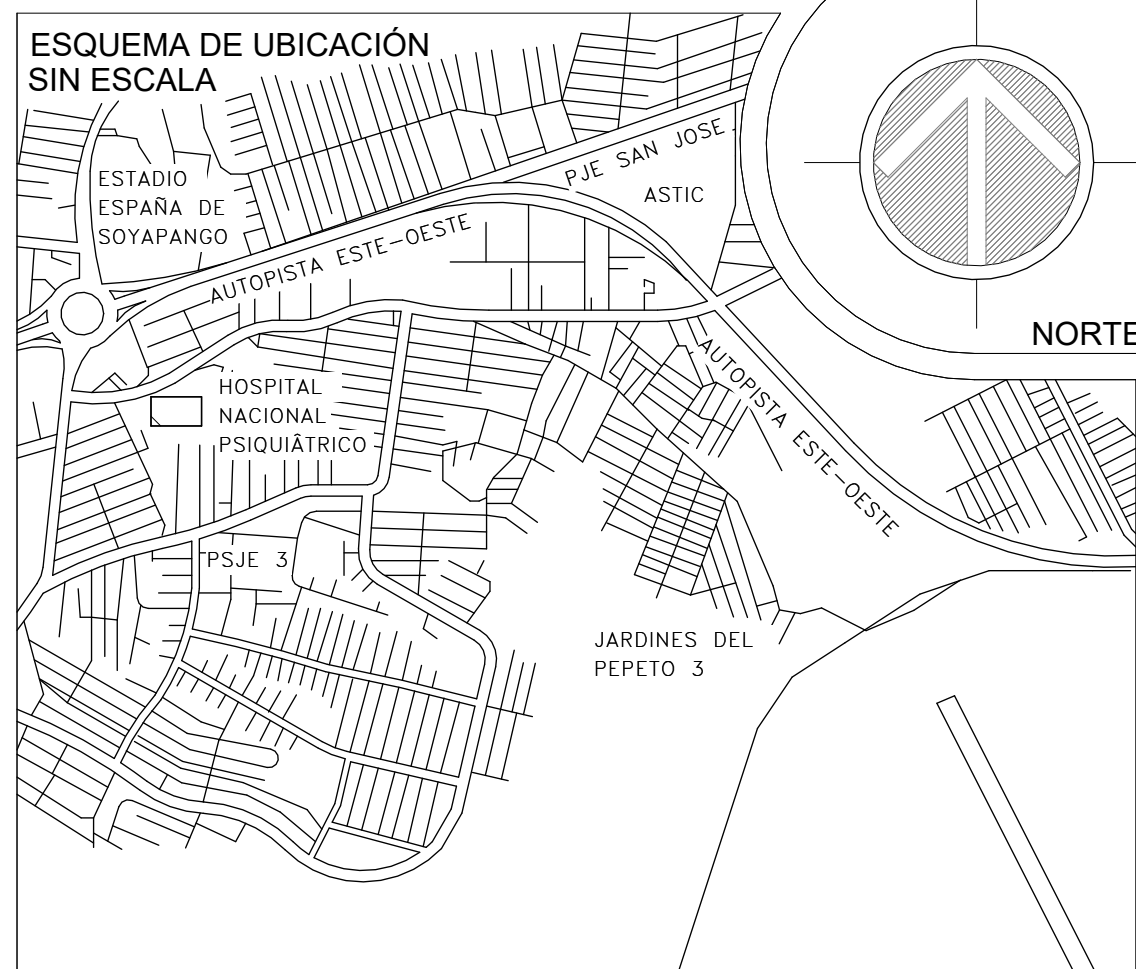 ESQUEMA DE UBICACIÓN
SIN ESCALA
PJE SAN JOSE
ESTADIO
ESPAÑA DE
SOYAPANGO
ASTIC
AUTOPISTA ESTE-OESTE
NORTE
HOSPITAL
NACIONAL
PSIQUIÂTRICO
AUTOPISTA ESTE-OESTE
PSJE 3
JARDINES DEL
PEPETO 3